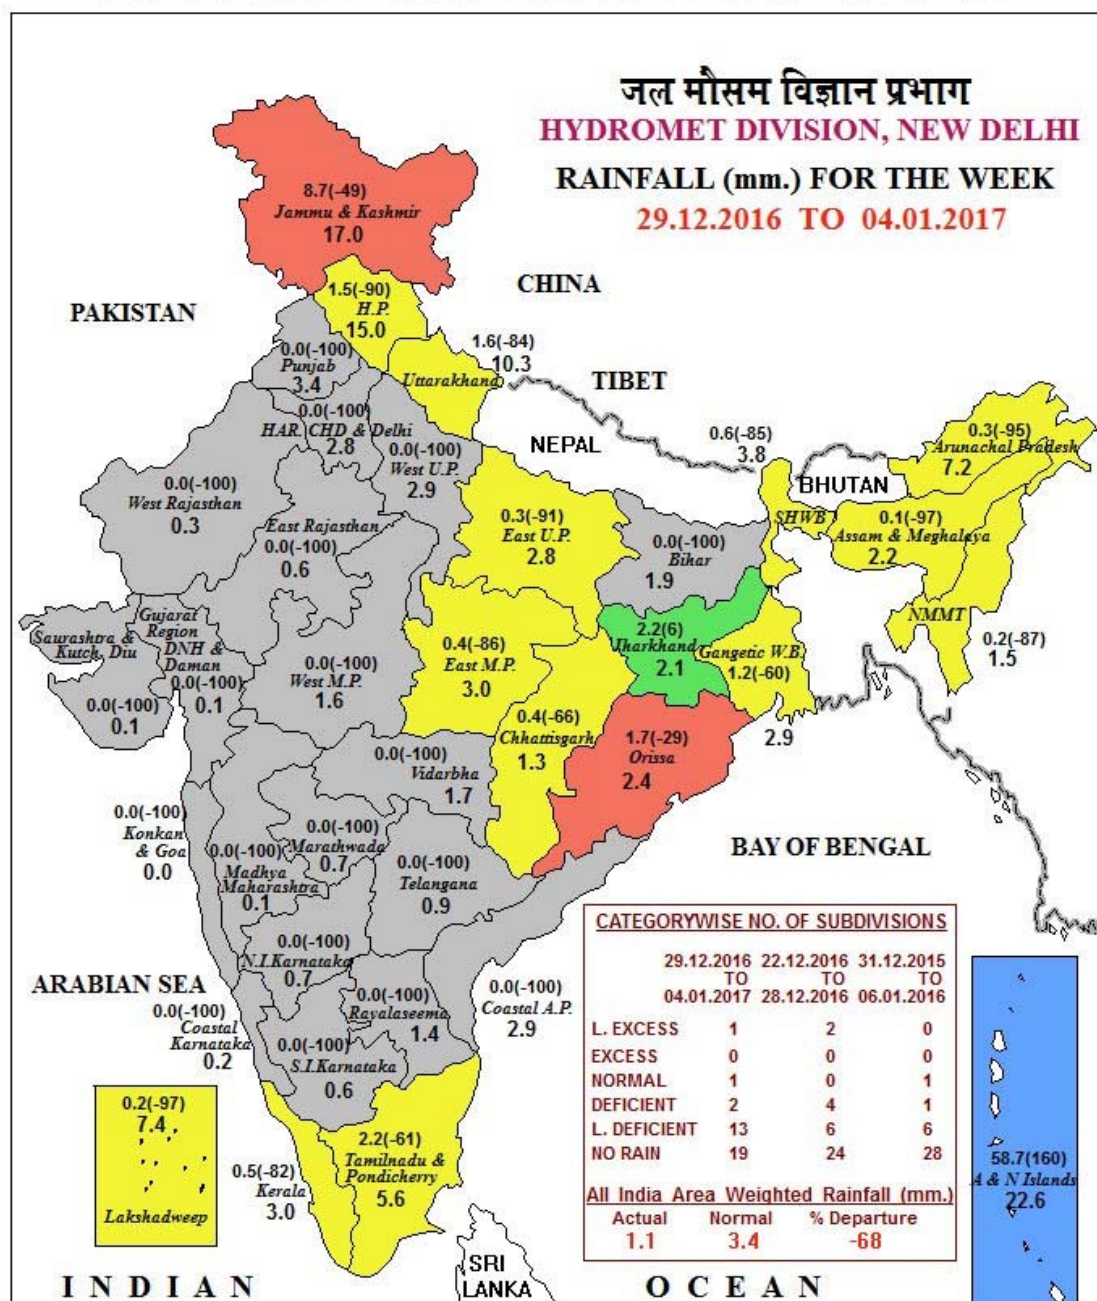 जल मौसम विज्ञान प्रभाग
HYDROMET DIVISION, NEW DELHI
RAINFALL (mm.) FOR THE WEEK
29.12.2016 TO 04.01.2017
8.7(-49)
Jammu & Kashmir
17.0
CHINA
PAKISTAN
1.5(-90)
H.P.
15.0
1.6(-84)
10.3
Uttarakhand
TIBET
0.0(-100)
Punjab
3.4
0.0(-100)
HAR. CHD & Delhi
2.8
NEPAL
0.6(-85)
3.8
0.0(-100)
West U.P.
2.9
0.3(-95)
Arunachal Pradesh
7.2
BHUTAN
0.0(-100)
West Rajasthan
0.3
East Rajasthan
0.0(-100)
0.6
0.3(-91)
East U.P.
2.8
0.0(-100)
Bihar
1.9
SHWB
0.1(-97)
Assam & Meghalaya
2.2
NMMT
0.2(-87)
1.5
Saurashtra &
Kutch, Diu
0.0(-100)
0.1
Gujarat
Region
DNH &
Daman
0.0(-100)
0.1
0.0(-100)
West M.P.
1.6
0.4(-86)
East M.P.
3.0
2.2(6)
Jharkhand
2.1
Gangetic W.B.
1.2(-60)
2.9
0.4(-66)
Chhattisgarh
1.3
1.7(-29)
Orissa
2.4
0.0(-100)
Vidarbha
1.7
0.0(-100)
Konkan
& Goa
0.0
0.0(-100)
Madhya
Maharashtra
0.1
0.0(-100)
Marathwada
0.7
0.0(-100)
Telangana
0.9
BAY OF BENGAL
0.0(-100)
N.I.Karnataka
0.7
ARABIAN SEA
0.0(-100)
Coastal
Karnataka
0.2
0.0(-100)
Rayalaseema
1.4
0.0(-100)
Coastal A.P.
2.9
0.0(-100)
S.I.Karnataka
0.6
0.2(-97)
7.4
Lakshadweep
0.5(-82)
Kerala
3.0
2.2(-61)
Tamilnadu &
Pondicherry
5.6
CATEGORYWISE NO. OF SUBDIVISIONS
29.12.2016 22.12.2016 31.12.2015
TO TO TO
04.01.2017 28.12.2016 06.01.2016
L. EXCESS 1 2 0
EXCESS 0 0 0
NORMAL 1 0 1
DEFICIENT 2 4 1
L. DEFICIENT 13 6 6
NO RAIN 19 24 28
All India Area Weighted Rainfall (mm.)
Actual Normal % Departure
1.1 3.4 -68
58.7(160)
A & N Islands
22.6
SRI
LANKA
INDIAN OCEAN